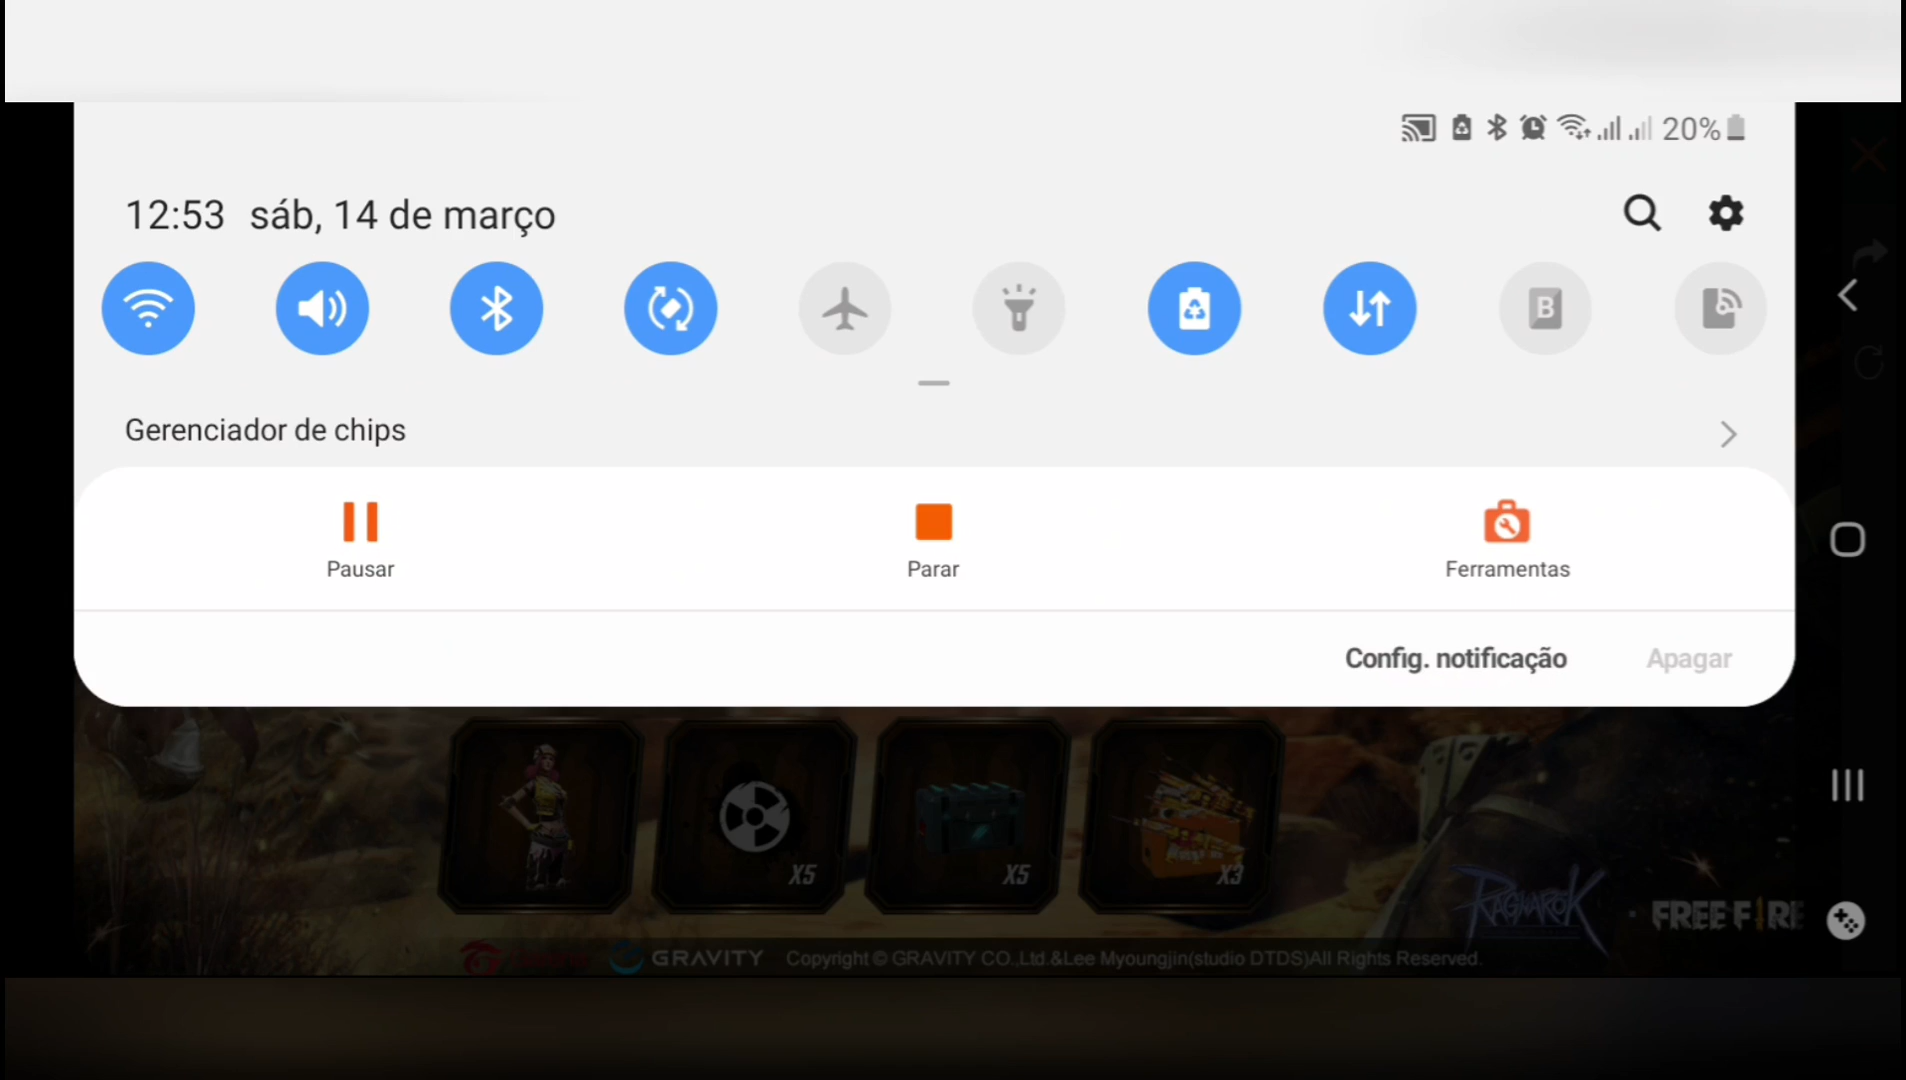 20%
12:53 sáb, 14 de março
B
Gerenciador de chips
Pausar
Parar
Ferramentas
Config. notificação
Apagar
X5
X5
X3
RAGNAROK
FREE FIRE
GRAVITY
Copyright © GRAVITY CO.,Ltd.&Lee Myoungjin(studio DTDS)All Rights Reserved.